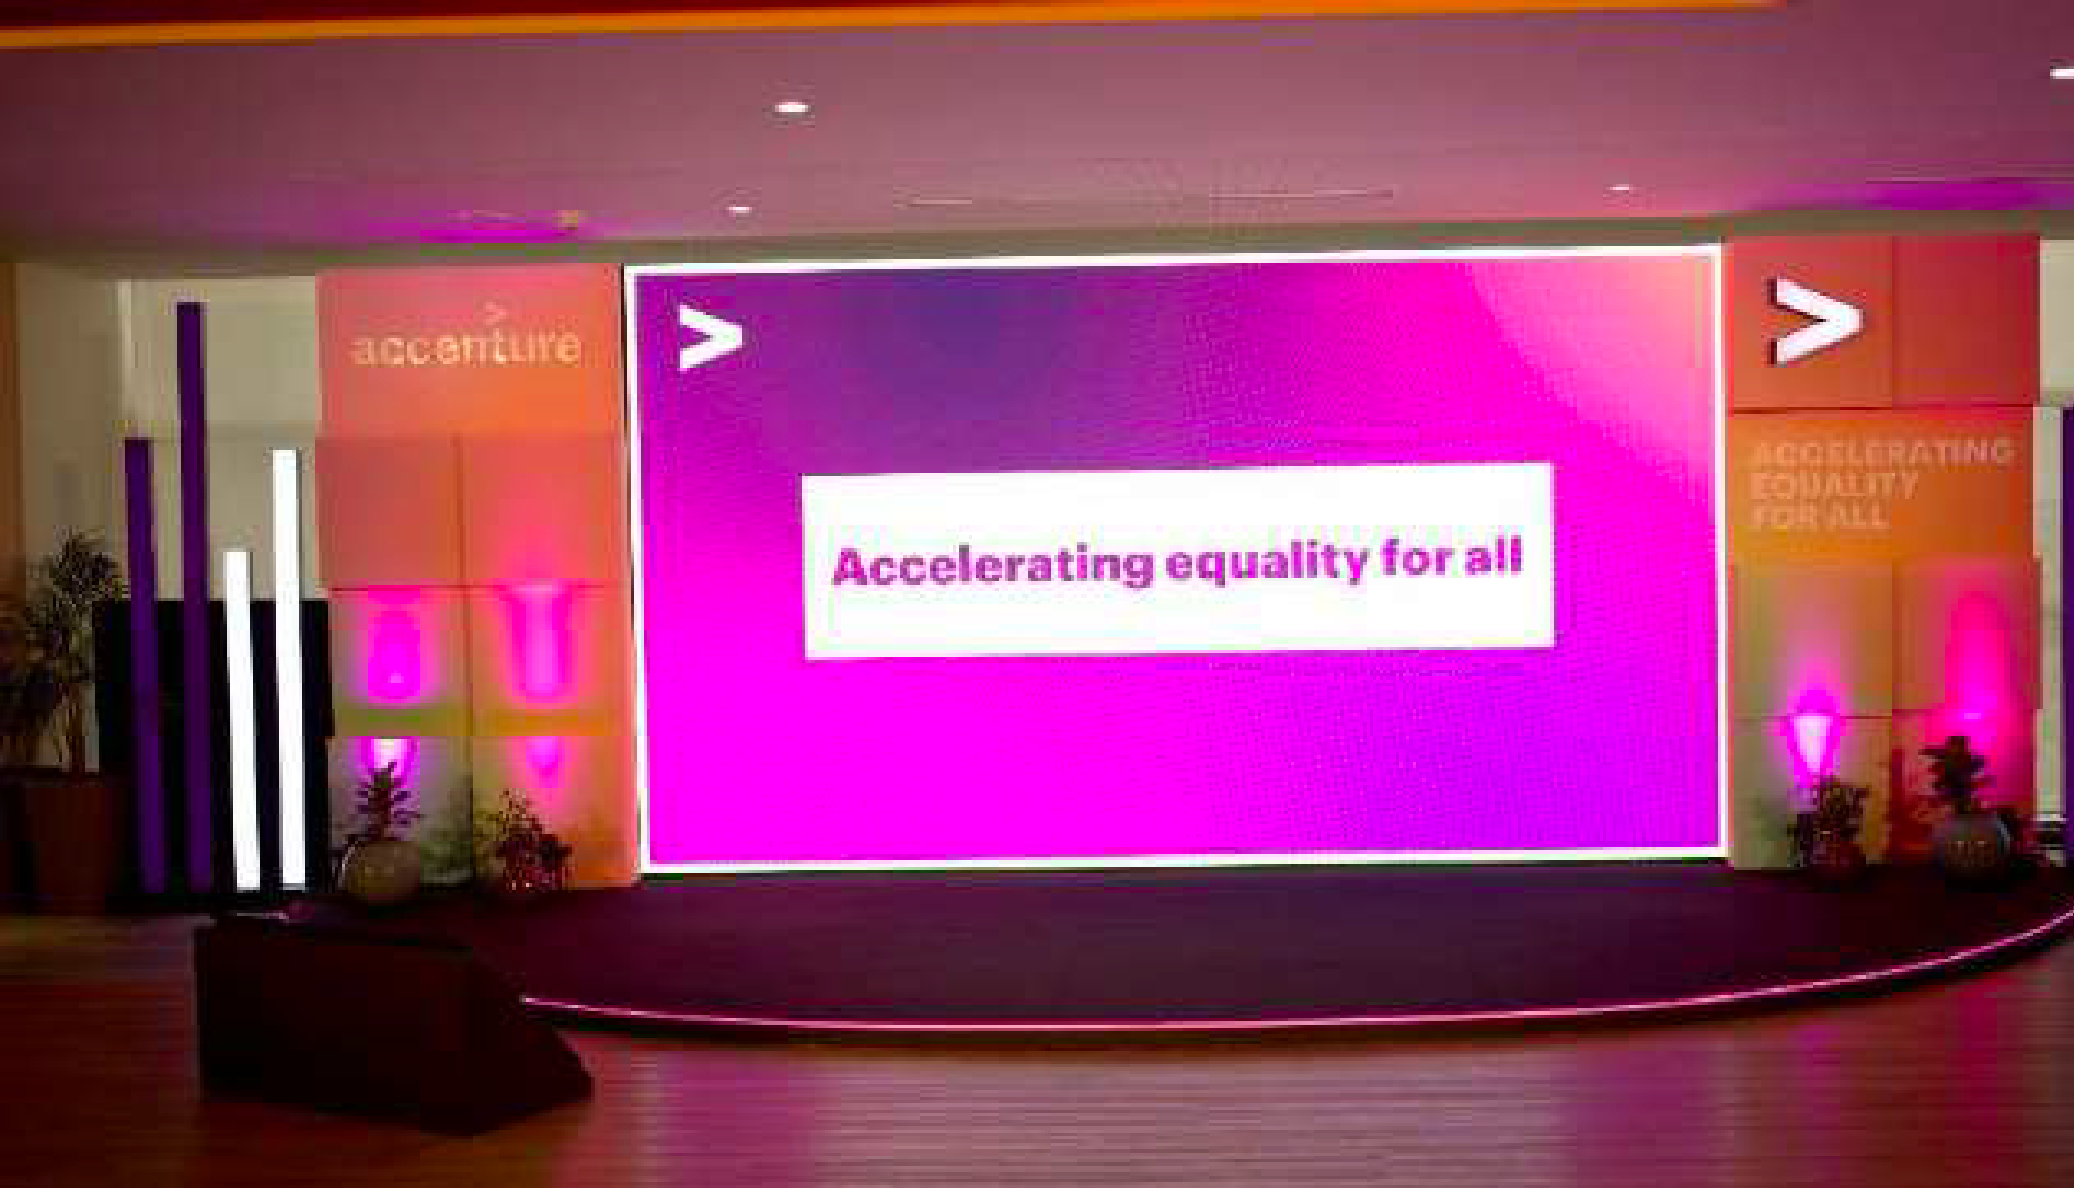 accenture
>
Accelerating equality for all
>
ACCELERATING
EQUALITY
FOR ALL